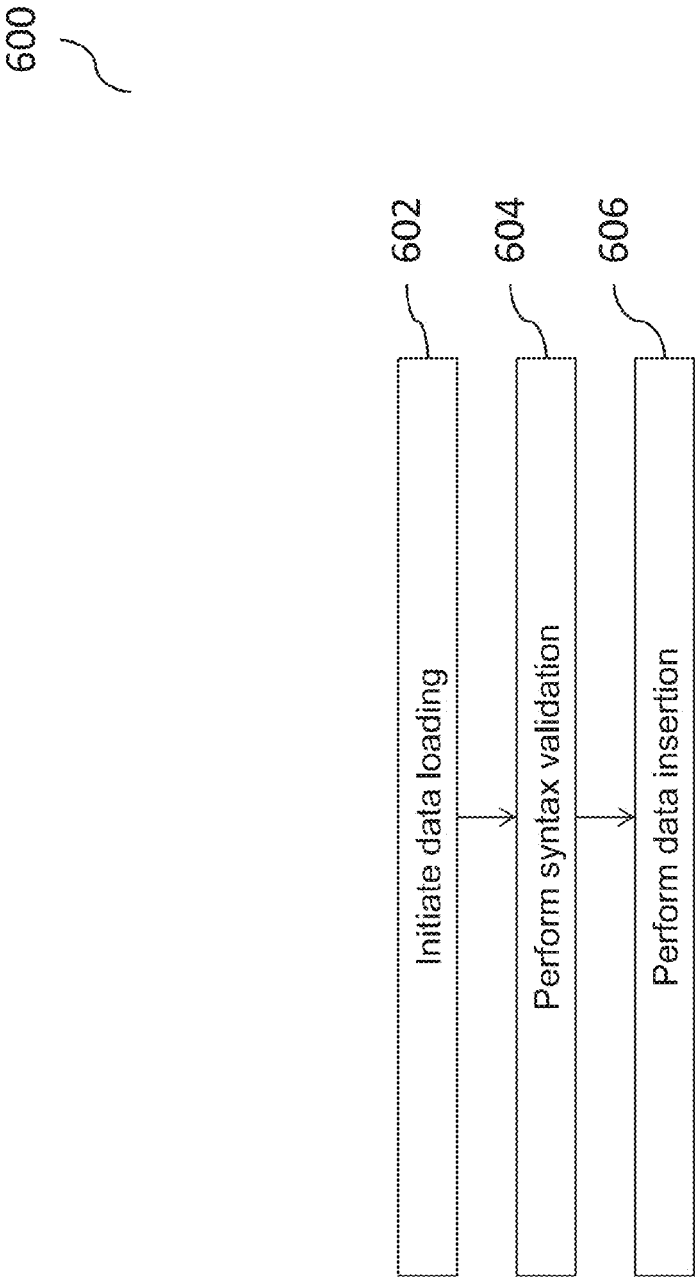 600
Initiate data loading
602
Perform syntax validation
604
Perform data insertion
606